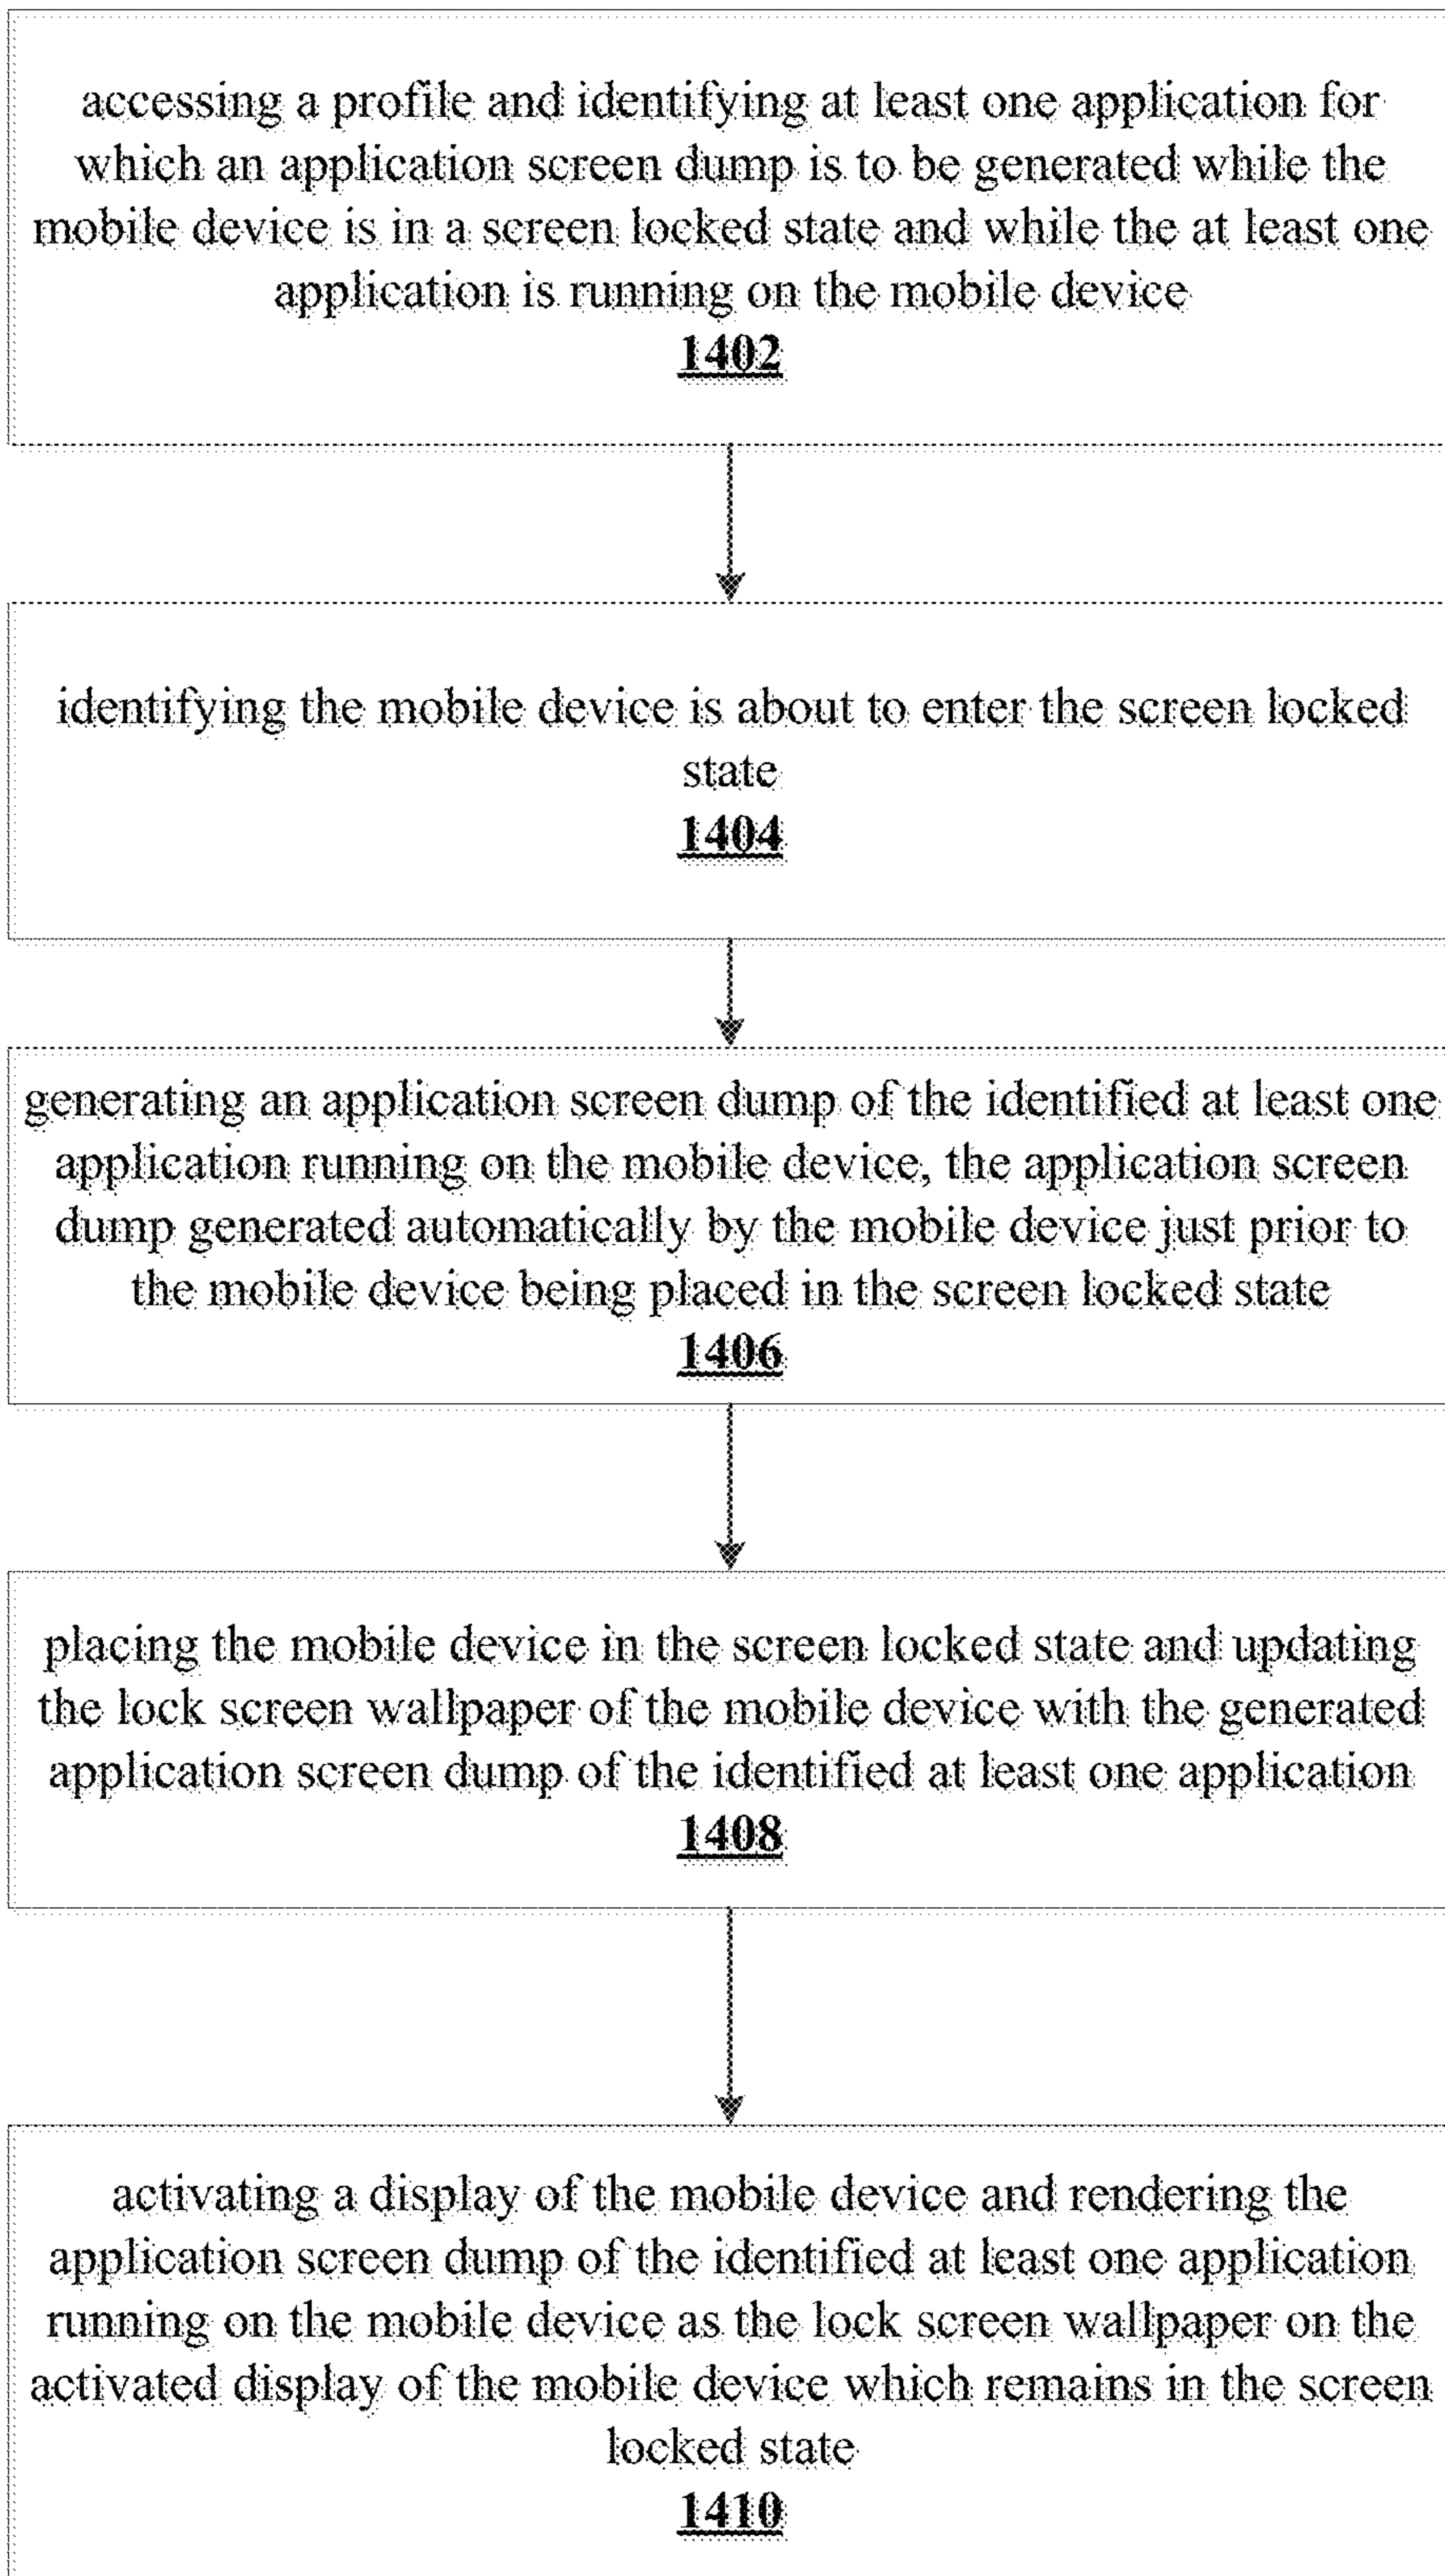 accessing a profile and identifying at least one application for
which an application screen dump is to be generated while the
mobile device is in a screen locked state and while the at least one
application is running on the mobile device
1402
identifying the mobile device is about to enter the screen locked
state
1404
generating an application screen dump of the identified at least one
application running on the mobile device, the application screen
dump generated automatically by the mobile device just prior to
the mobile device being placed in the screen locked state
1406
placing the mobile device in the screen locked state and updating
the lock screen wallpaper of the mobile device with the generated
application screen dump of the identified at least one application
1408
activating a display of the mobile device and rendering the
application screen dump of the identified at least one application
running on the mobile device as the lock screen wallpaper on the
activated display of the mobile device which remains in the screen
locked state
1410